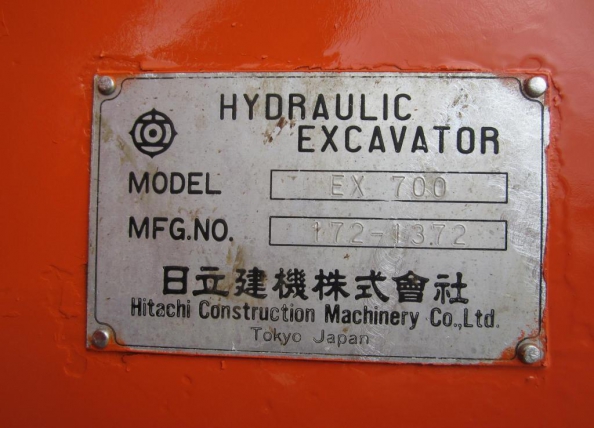 HYDRAULIC
EXCAVATOR
MODEL EX 700
MFG.NO. 172-1372
日立建機株式會社
Hitachi Construction Machinery Co.,Ltd.
Tokyo Japan